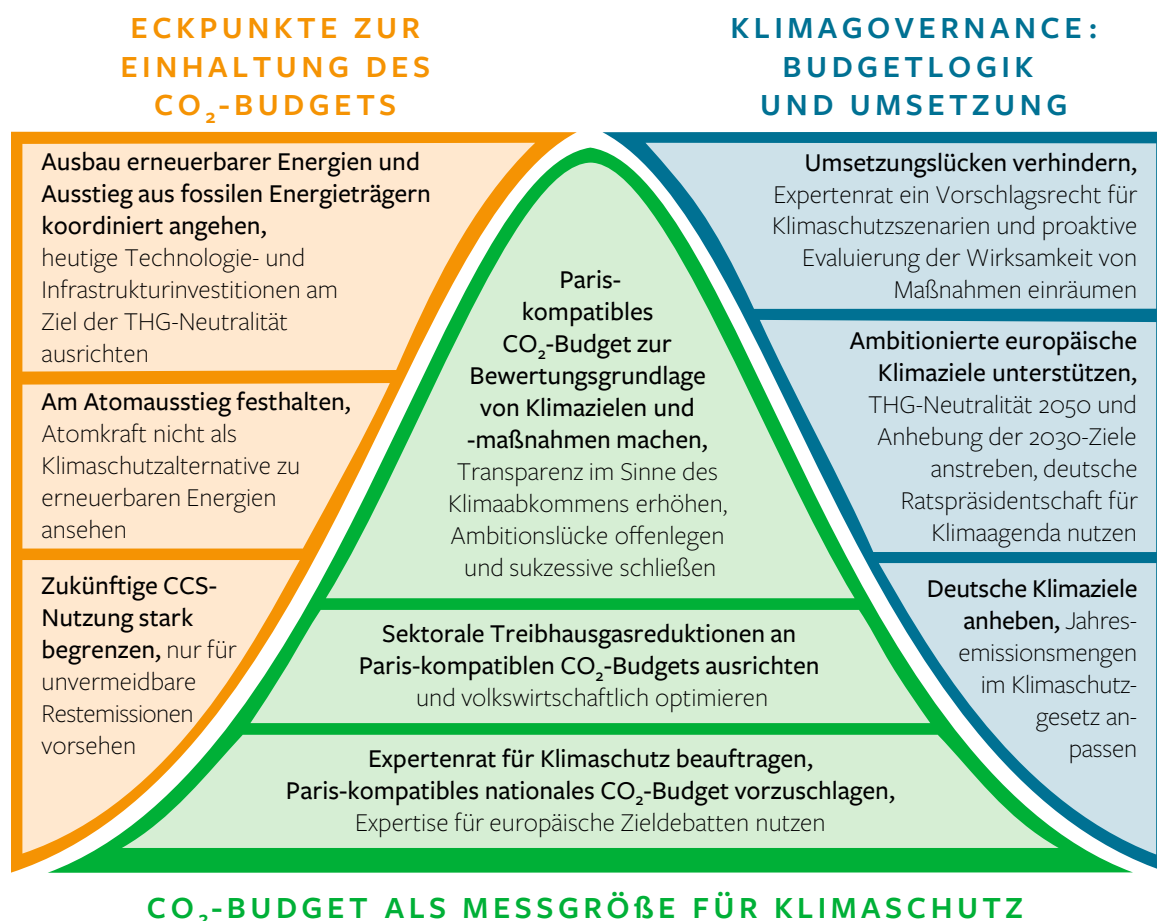 ECKPUNKTE ZUR
EINHALTUNG DES
CO₂-BUDGETS
Ausbau erneuerbarer Energien und
Ausstieg aus fossilen Energieträgern
koordiniert angehen,
heutige Technologie- und
Infrastrukturinvestitionen am
Ziel der THG-Neutralität
ausrichten
Am Atomausstieg festhalten,
Atomkraft nicht als
Klimaschutzalternative zu
erneuerbaren Energien
ansehen
Zukünftige CCS-
Nutzung stark
begrenzen, nur für
unvermeidbare
Restemissionen
vorsehen
Paris-
kompatibles
CO₂-Budget zur
Bewertungsgrundlage
von Klimazielen und
-maßnahmen machen,
Transparenz im Sinne des
Klimaabkommens erhöhen,
Ambitionslücke offenlegen
und sukzessive schließen
Sektorale Treibhausgasreduktionen an
Paris-kompatiblen CO₂-Budgets ausrichten
und volkswirtschaftlich optimieren
Expertenrat für Klimaschutz beauftragen,
Paris-kompatibles nationales CO₂-Budget vorzuschlagen,
Expertise für europäische Zieldebatten nutzen
KLIMAGOVERNANCE:
BUDGETLOGIK
UND UMSETZUNG
Umsetzungslücken verhindern,
Expertenrat ein Vorschlagsrecht für
Klimaschutzszenarien und proaktive
Evaluierung der Wirksamkeit von
Maßnahmen einräumen
Ambitionierte europäische
Klimaziele unterstützen,
THG-Neutralität 2050 und
Anhebung der 2030-Ziele
anstreben, deutsche
Ratspräsidentschaft für
Klimaagenda nutzen
Deutsche Klimaziele
anheben, Jahres-
emissionsmengen
im Klimaschutz-
gesetz an-
passen
CO₂-BUDGET ALS MESSGRÖẞE FÜR KLIMASCHUTZ